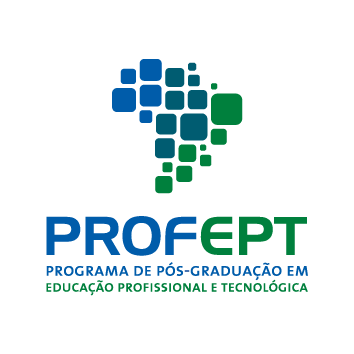 PROFEPT
PROGRAMA DE PÓS-GRADUAÇÃO EM
EDUCAÇÃO PROFISSIONAL E TECNOLÓGICA